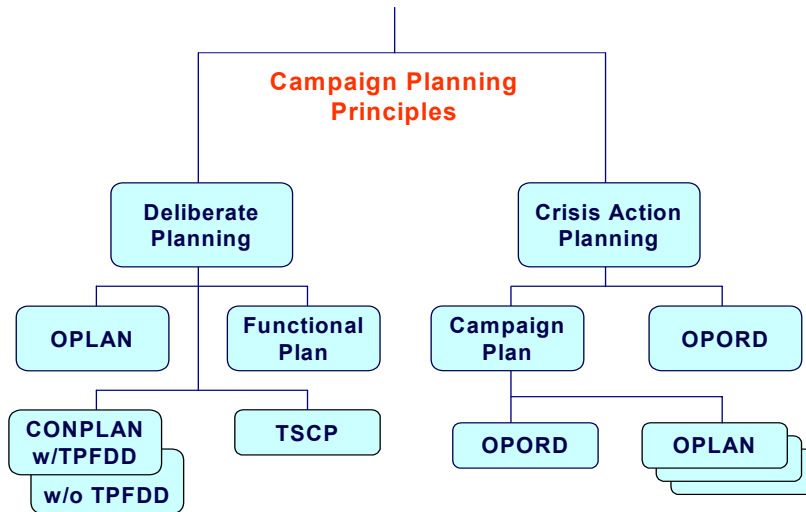 Campaign Planning
Principles
Deliberate
Planning
Crisis Action
Planning
OPLAN
Functional
Plan
Campaign
Plan
OPORD
CONPLAN
w/TPFDD
w/o TPFDD
TSCP
OPORD
OPLAN